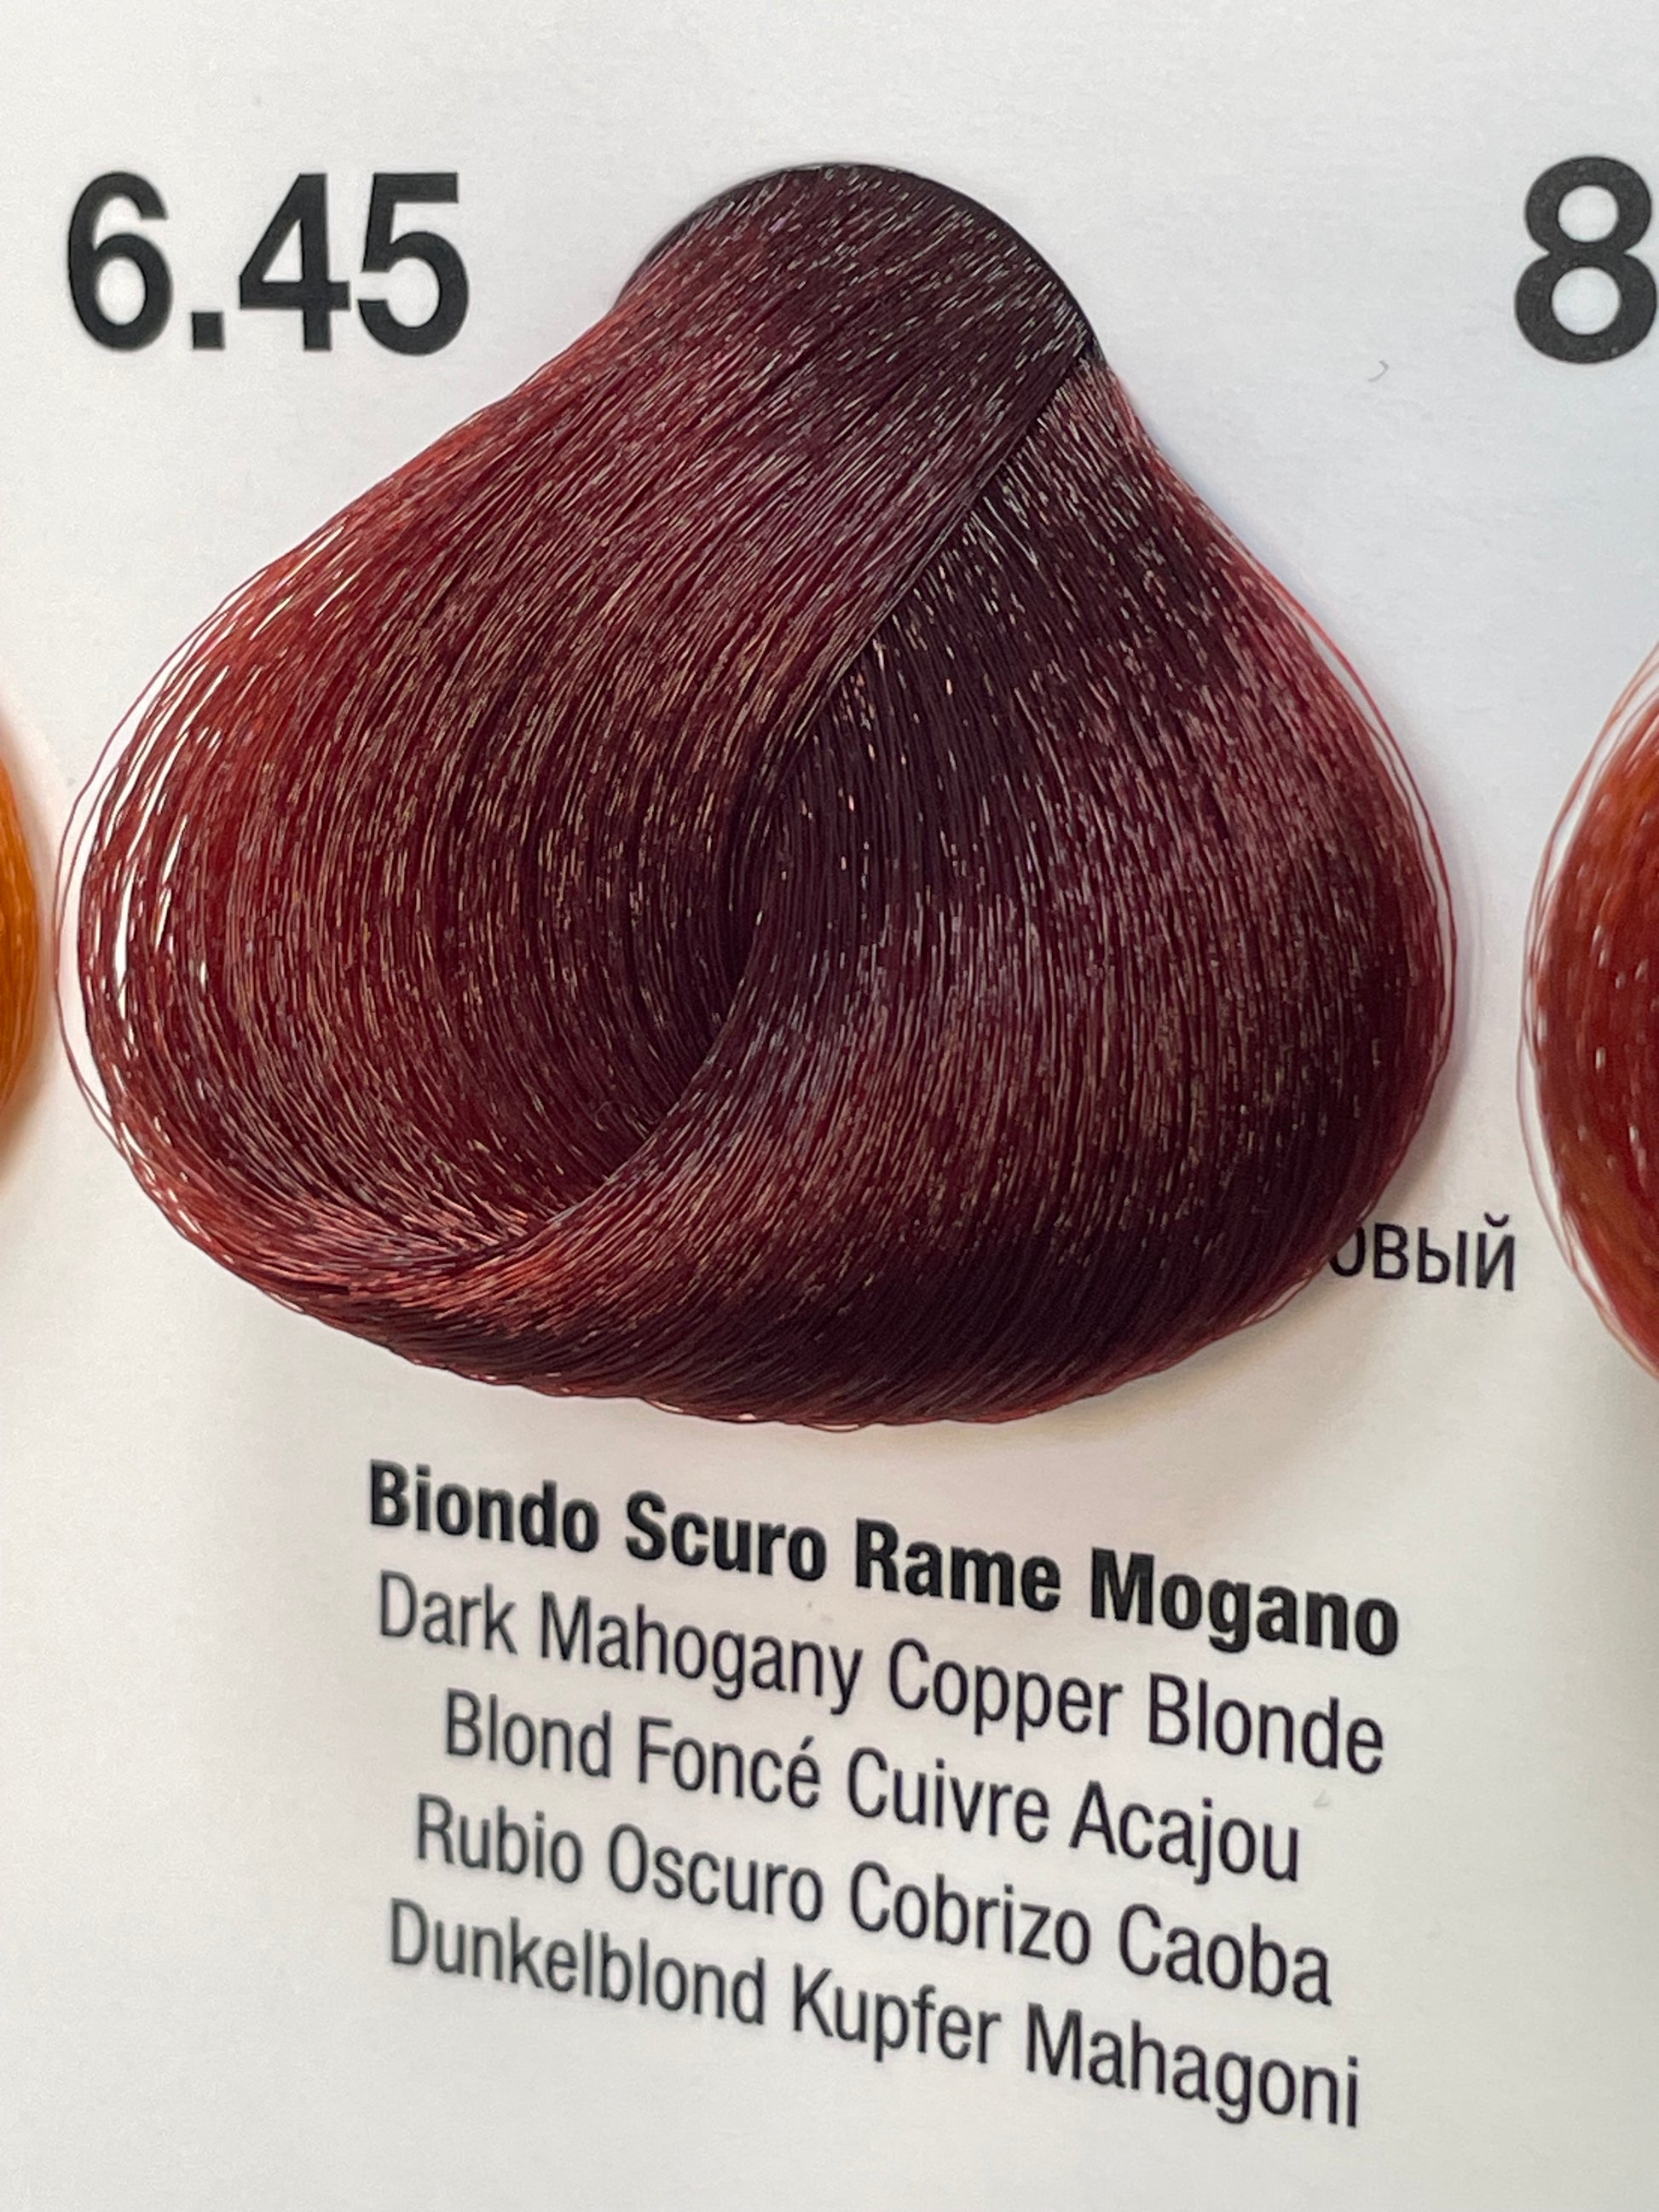 6.45
8
Biondo Scuro Rame Mogano
Dark Mahogany Copper Blonde
Blond Foncé Cuivre Acajou
Rubio Oscuro Cobrizo Caoba
Dunkelblond Kupfer Mahagoni